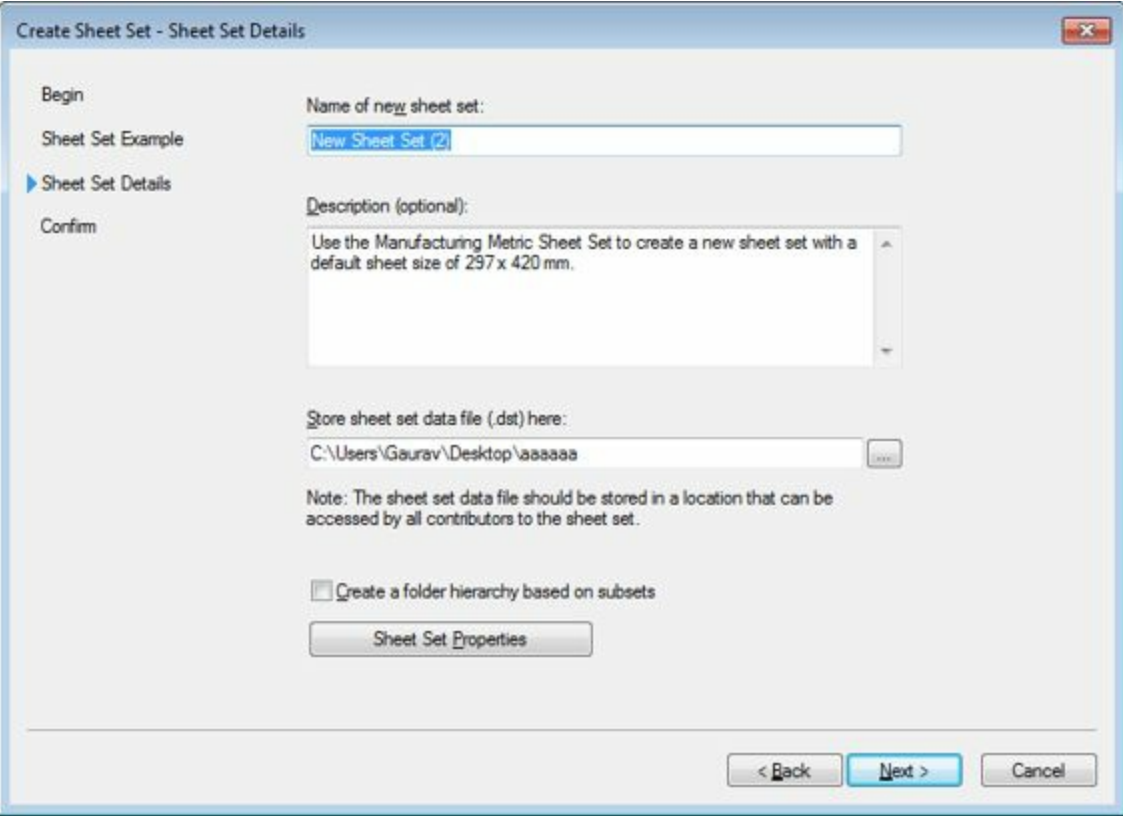 Create Sheet Set - Sheet Set Details
Begin
Sheet Set Example
Sheet Set Details
Confirm
Name of new sheet set:
New Sheet Set (2)
Description (optional):
Use the Manufacturing Metric Sheet Set to create a new sheet set with a
default sheet size of 297 x 420 mm.
Store sheet set data file (.dst) here:
C:\Users\Gaurav\Desktop\aaaaaa
...
Note: The sheet set data file should be stored in a location that can be
accessed by all contributors to the sheet set.
Create a folder hierarchy based on subsets
Sheet Set Properties
< Back
Next >
Cancel